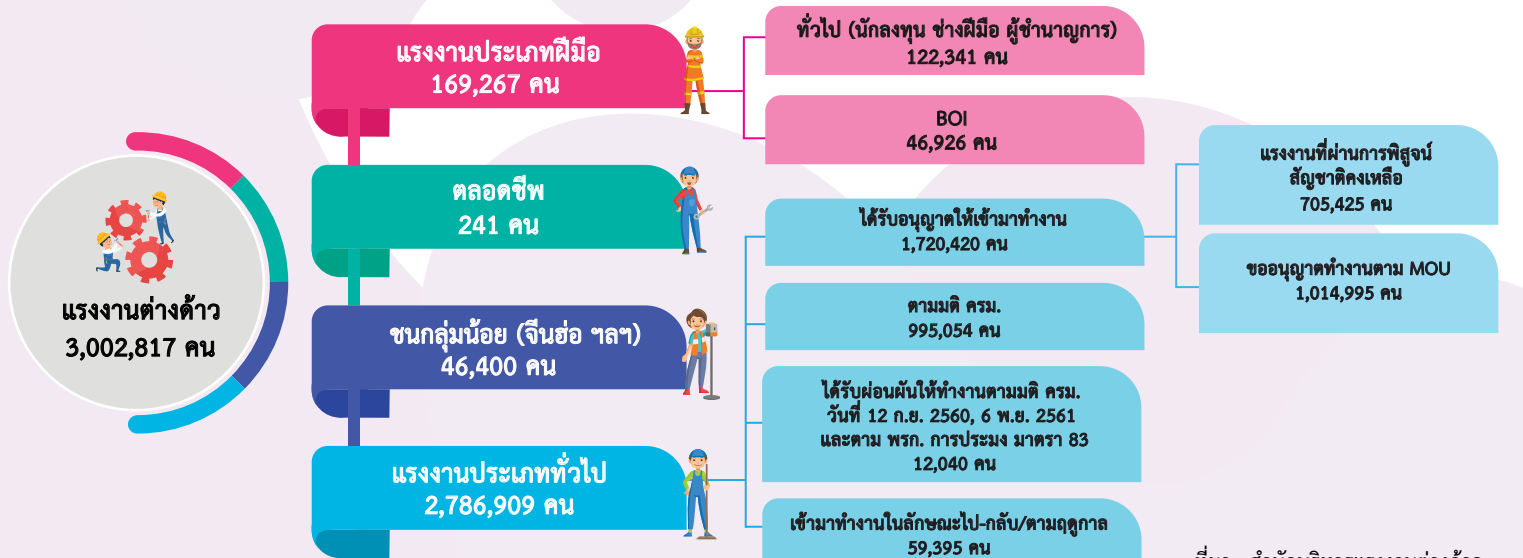 แรงงานต่างด้าว
3,002,817 คน
แรงงานประเภทฝีมือ
169,267 คน
ทั่วไป (นักลงทุน ช่างฝีมือ ผู้ชำนาญการ)
122,341 คน
BOI
46,926 คน
ตลอดชีพ
241 คน
ชนกลุ่มน้อย (จีนฮ่อ ฯลฯ)
46,400 คน
แรงงานประเภททั่วไป
2,786,909 คน
ได้รับอนุญาตให้เข้ามาทำงาน
1,720,420 คน
แรงงานที่ผ่านการพิสูจน์
สัญชาติคงเหลือ
705,425 คน
ขออนุญาตทำงานตาม MOU
1,014,995 คน
ตามมติ ครม.
995,054 คน
ได้รับผ่อนผันให้ทำงานตามมติ ครม.
วันที่ 12 ก.ย. 2560, 6 พ.ย. 2561
และตาม พรก. การประมง มาตรา 83
12,040 คน
เข้ามาทำงานในลักษณะไป-กลับ/ตามฤดูกาล
59,395 คน